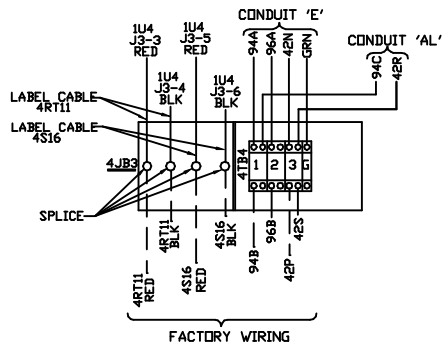 1U4
J3-3
RED
1U4
J3-5
RED
CONDUIT 'E'
94A
96A
42N
GRN
CONDUIT 'AL'
94C
42R
1U4
J3-4
BLK
1U4
J3-6
BLK
LABEL CABLE
4RT11
LABEL CABLE
4S16
4JB3
4TB4
1
2
3
G
SPLICE
4RT11
BLK
4S16
BLK
94B
96B
42P
42S
4RT11
RED
4S16
RED
FACTORY WIRING